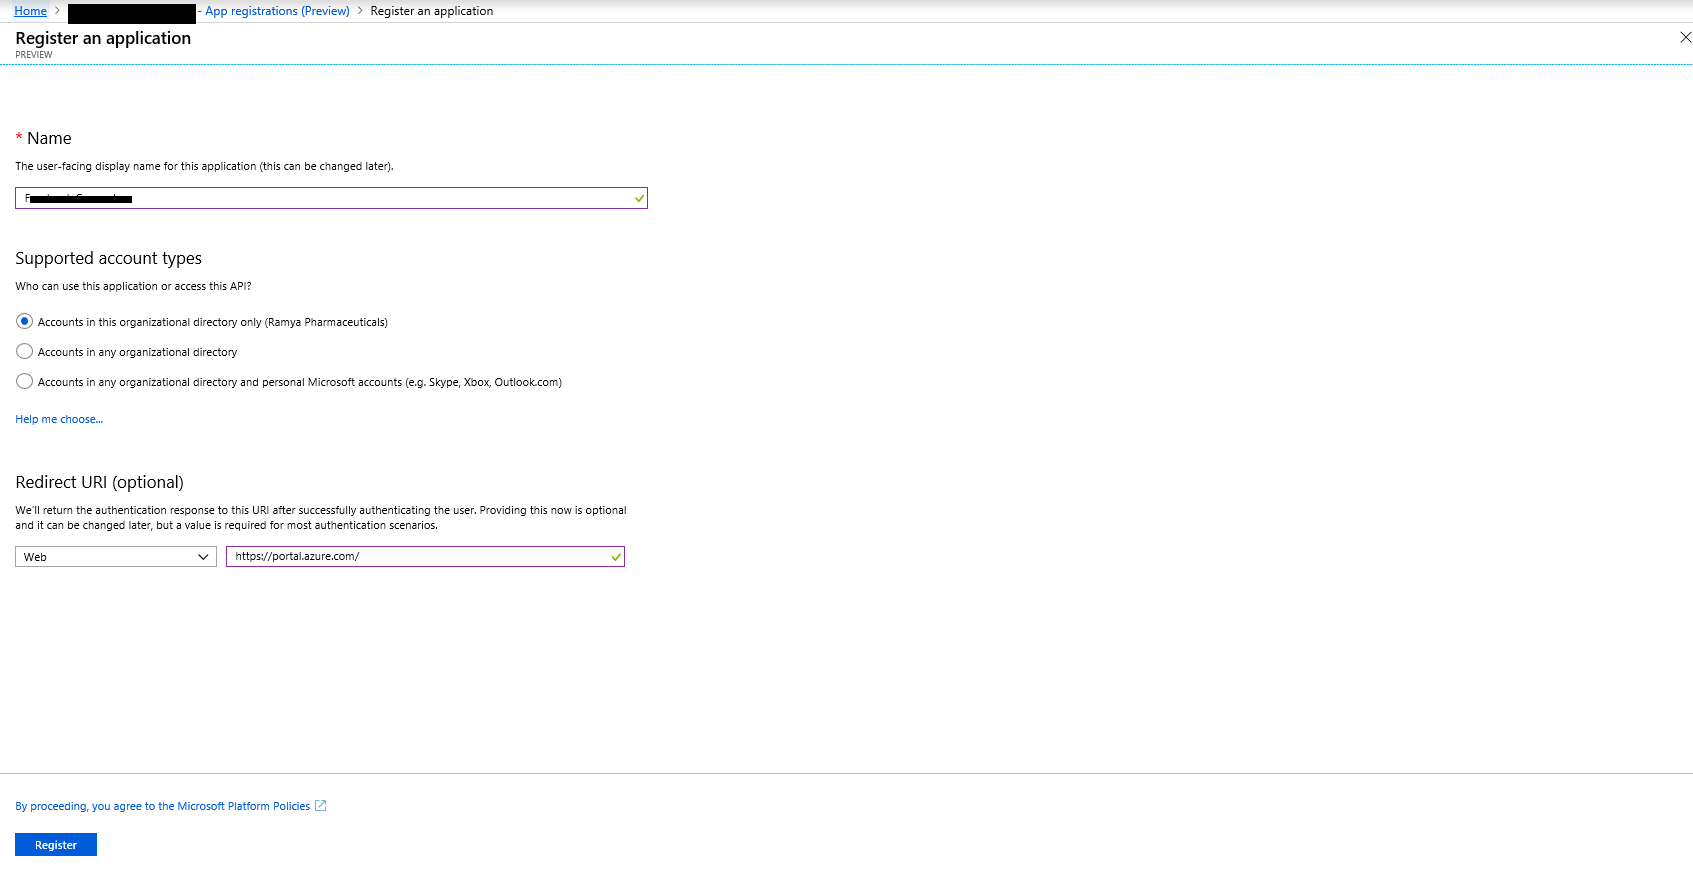 Home > - App registrations (Preview) > Register an application
Register an application
PREVIEW
* Name
The user-facing display name for this application (this can be changed later).
Supported account types
Who can use this application or access this API?
Accounts in this organizational directory only (Ramya Pharmaceuticals)
Accounts in any organizational directory
Accounts in any organizational directory and personal Microsoft accounts (e.g. Skype, Xbox, Outlook.com)
Help me choose...
Redirect URI (optional)
We'll return the authentication response to this URI after successfully authenticating the user. Providing this now is optional
and it can be changed later, but a value is required for most authentication scenarios.
Web https://portal.azure.com/
By proceeding, you agree to the Microsoft Platform Policies
Register